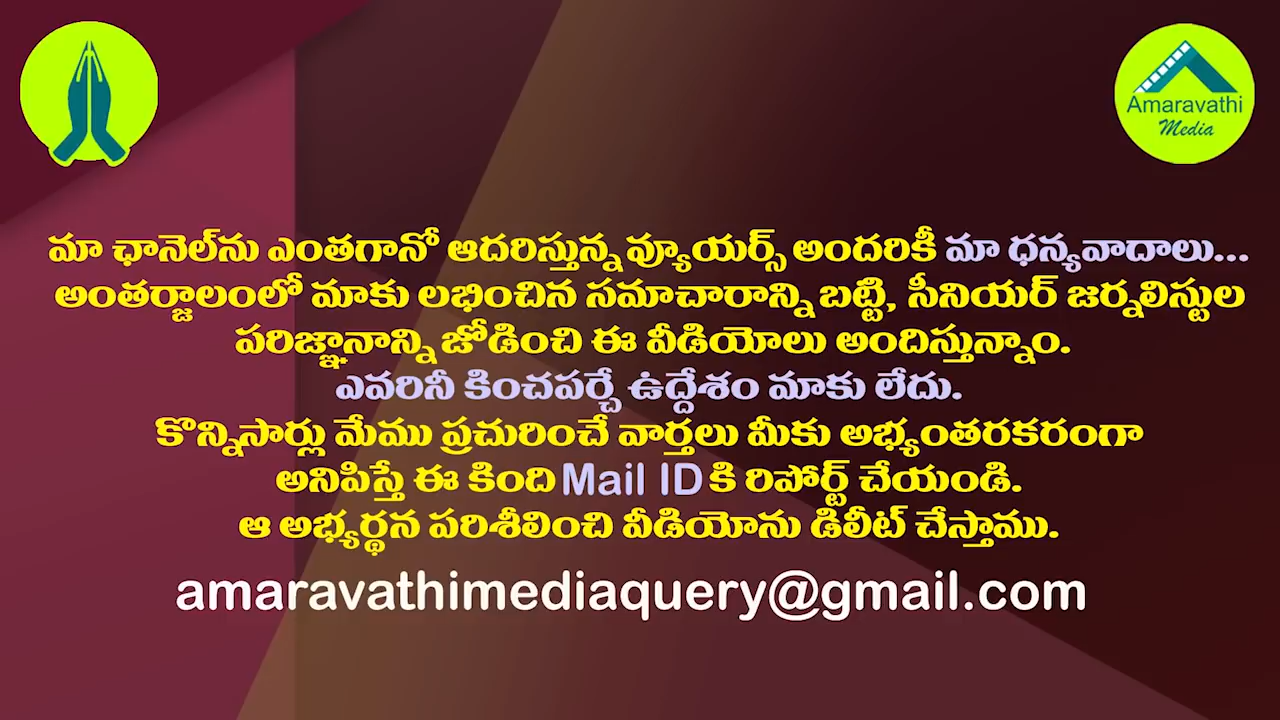 Amaravathi
Media
మా ఛానెల్‌ను ఎంతగానో ఆదరిస్తున్న వ్యూయర్స్ అందరికీ మా ధన్యవాదాలు...
అంతర్జాలంలో మాకు లభించిన సమాచారాన్ని బట్టి, సీనియర్ జర్నలిస్టుల
పరిజ్ఞానాన్ని జోడించి ఈ వీడియోలు అందిస్తున్నాం.
ఎవరినీ కించపర్చే ఉద్దేశం మాకు లేదు.
కొన్నిసార్లు మేము ప్రచురించే వార్తలు మీకు అభ్యంతరకరంగా
అనిపిస్తే ఈ కింది Mail ID కి రిపోర్ట్ చేయండి.
ఆ అభ్యర్థన పరిశీలించి వీడియోను డిలీట్ చేస్తాము.
amaravathimediaquery@gmail.com